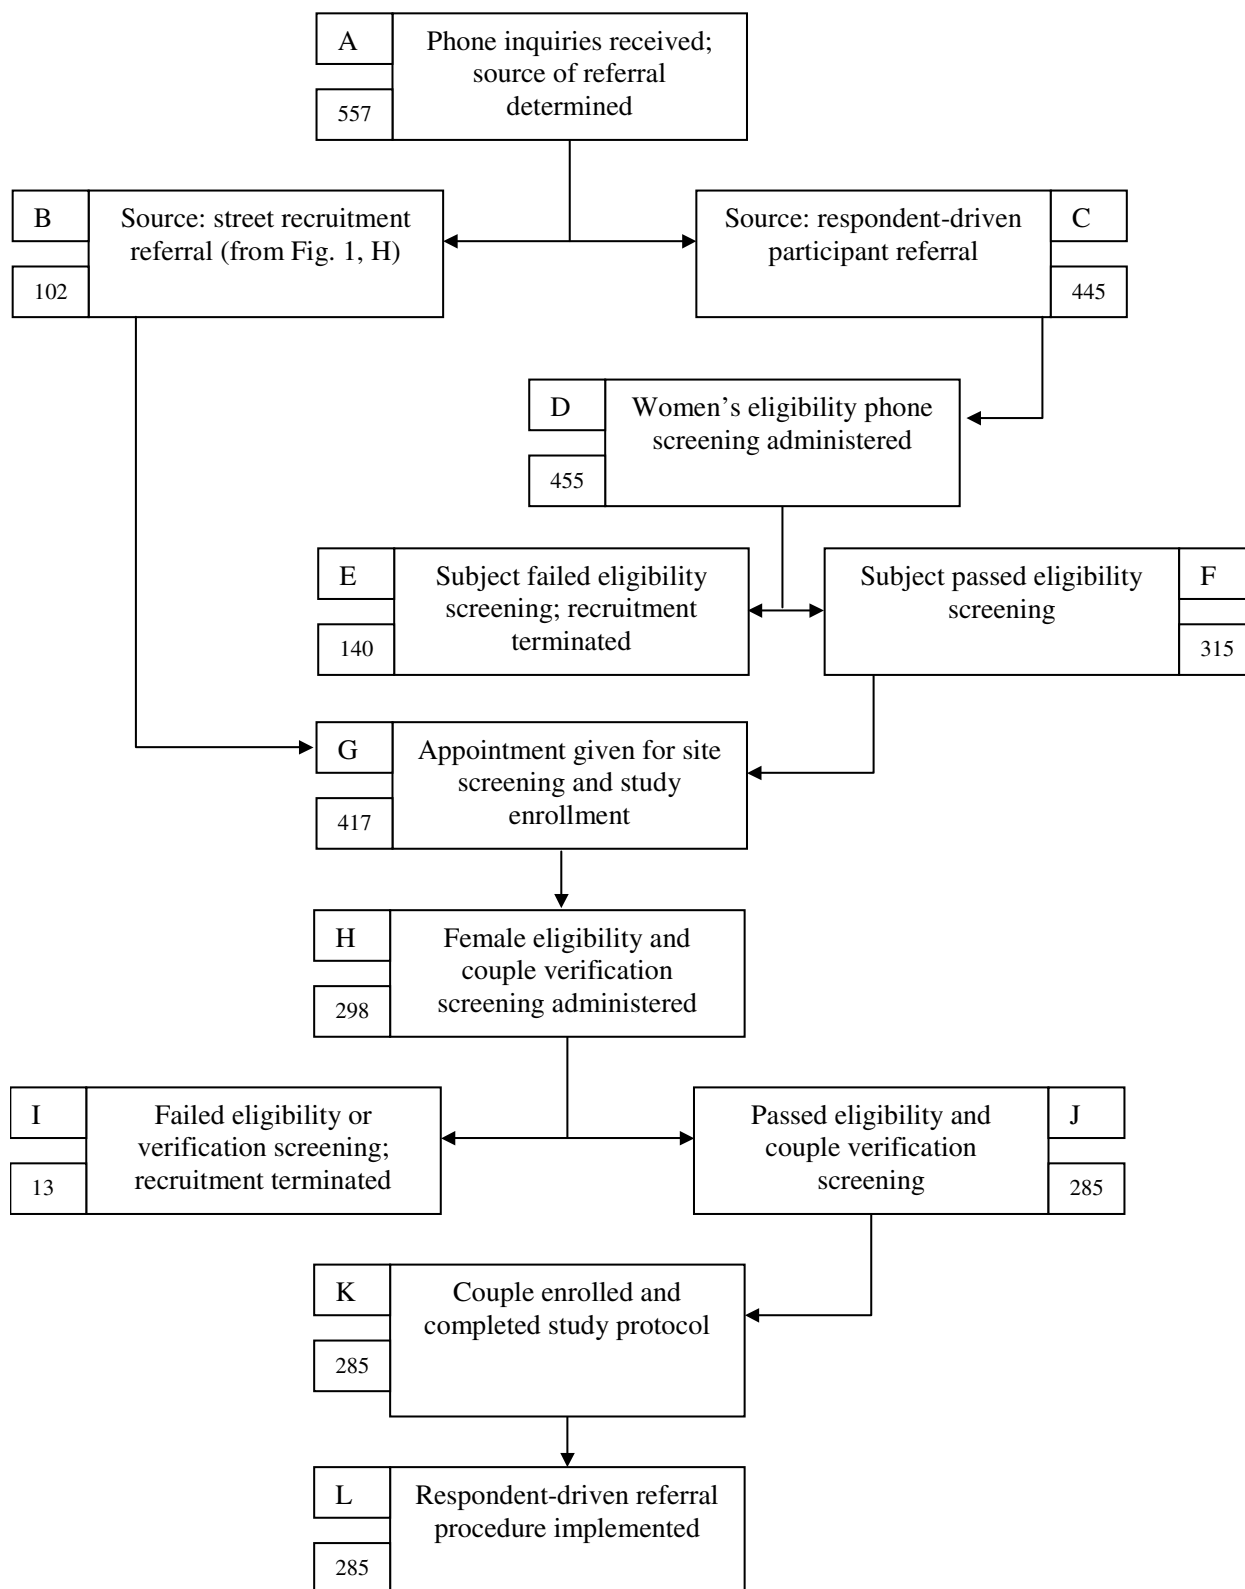 A
Phone inquiries received;
source of referral
determined
557
B
Source: street recruitment
referral (from Fig. 1, H)
102
Source: respondent-driven
participant referral
C
445
D
Women’s eligibility phone
screening administered
455
E
Subject failed eligibility
screening; recruitment
terminated
140
Subject passed eligibility
screening
F
315
G
Appointment given for site
screening and study
enrollment
417
H
Female eligibility and
couple verification
screening administered
298
I
Failed eligibility or
verification screening;
recruitment terminated
13
Passed eligibility and
couple verification
screening
J
285
K
Couple enrolled and
completed study protocol
285
L
Respondent-driven referral
procedure implemented
285